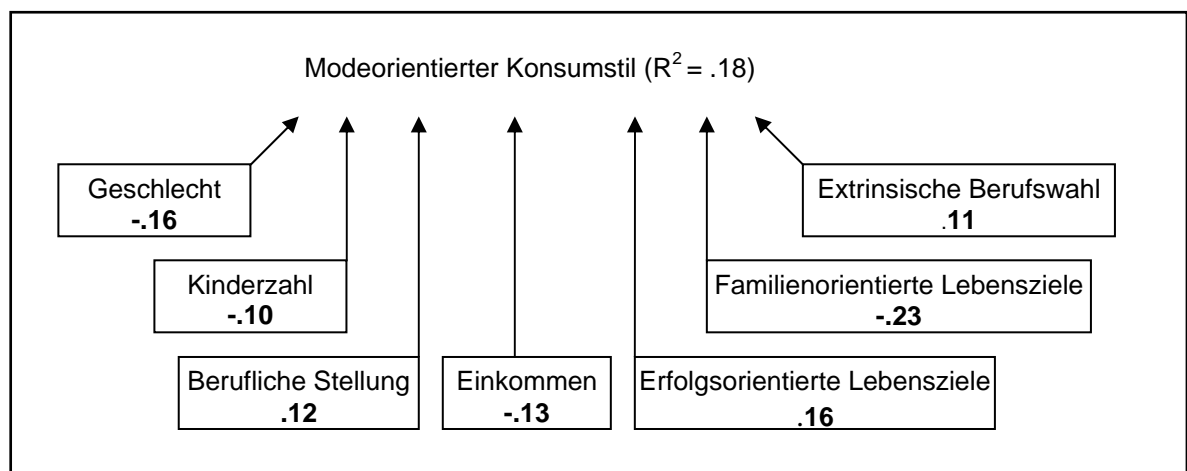 Modeorientierter Konsumstil (R² = .18)
Geschlecht
-.16
Extrinsische Berufswahl
.11
Kinderzahl
-.10
Familienorientierte Lebensziele
-.23
Berufliche Stellung
.12
Einkommen
-.13
Erfolgsorientierte Lebensziele
.16